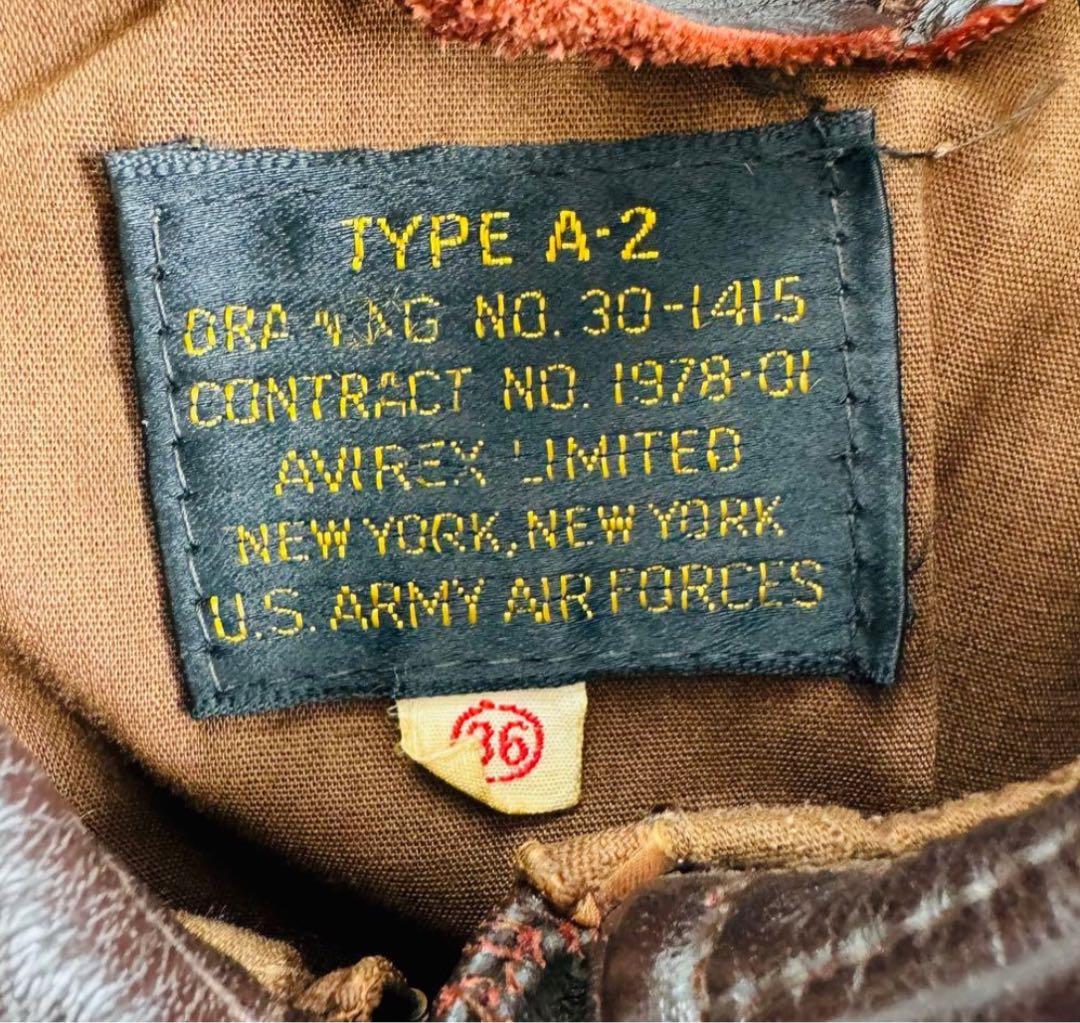 TYPE A-2
DRAWING NO. 30-1415
CONTRACT NO. 1978-01
AVIREX LIMITED
NEW YORK, NEW YORK
U.S. ARMY AIR FORCES
36